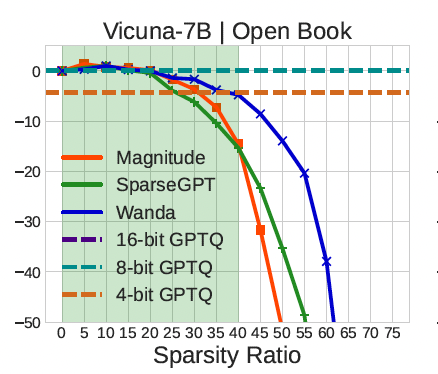 Vicuna-7B | Open Book
0
−10
−20
−30
−40
−50
Magnitude
SparseGPT
Wanda
16-bit GPTQ
8-bit GPTQ
4-bit GPTQ
0 5 10 15 20 25 30 35 40 45 50 55 60 65 70 75
Sparsity Ratio